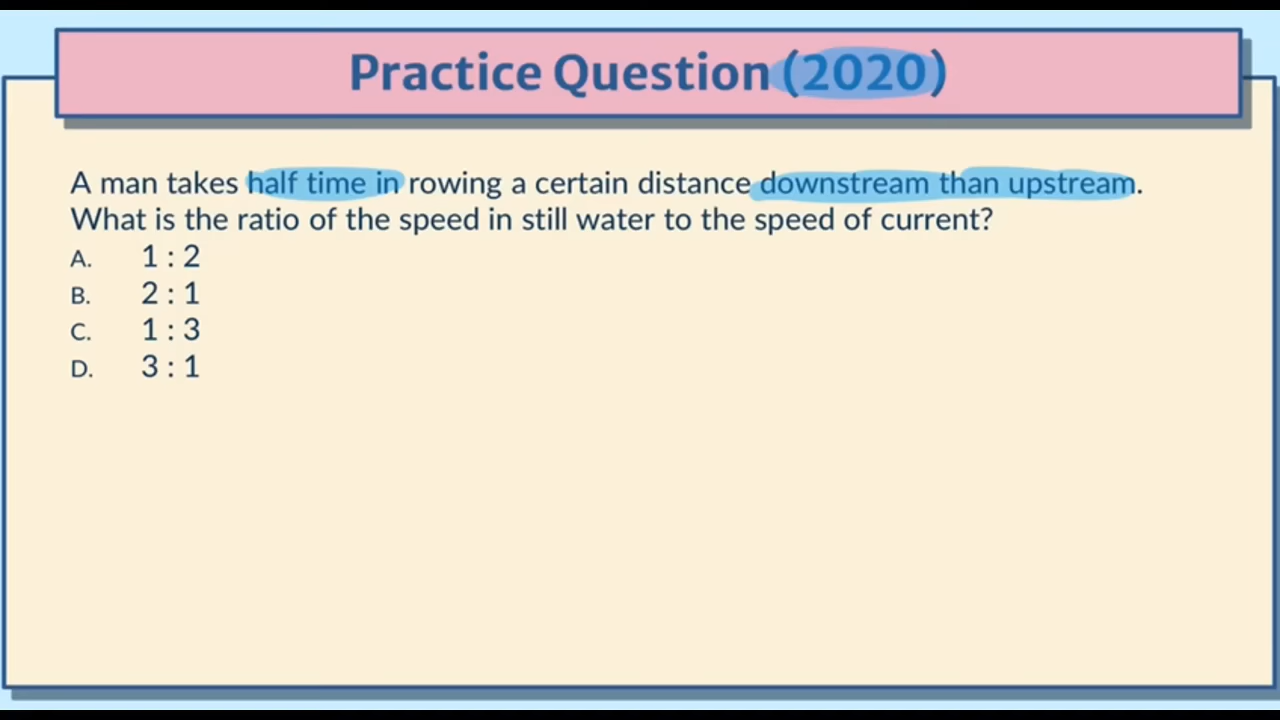 Practice Question (2020)
A man takes half time in rowing a certain distance downstream than upstream.
What is the ratio of the speed in still water to the speed of current?
A. 1 : 2
B. 2 : 1
C. 1 : 3
D. 3 : 1